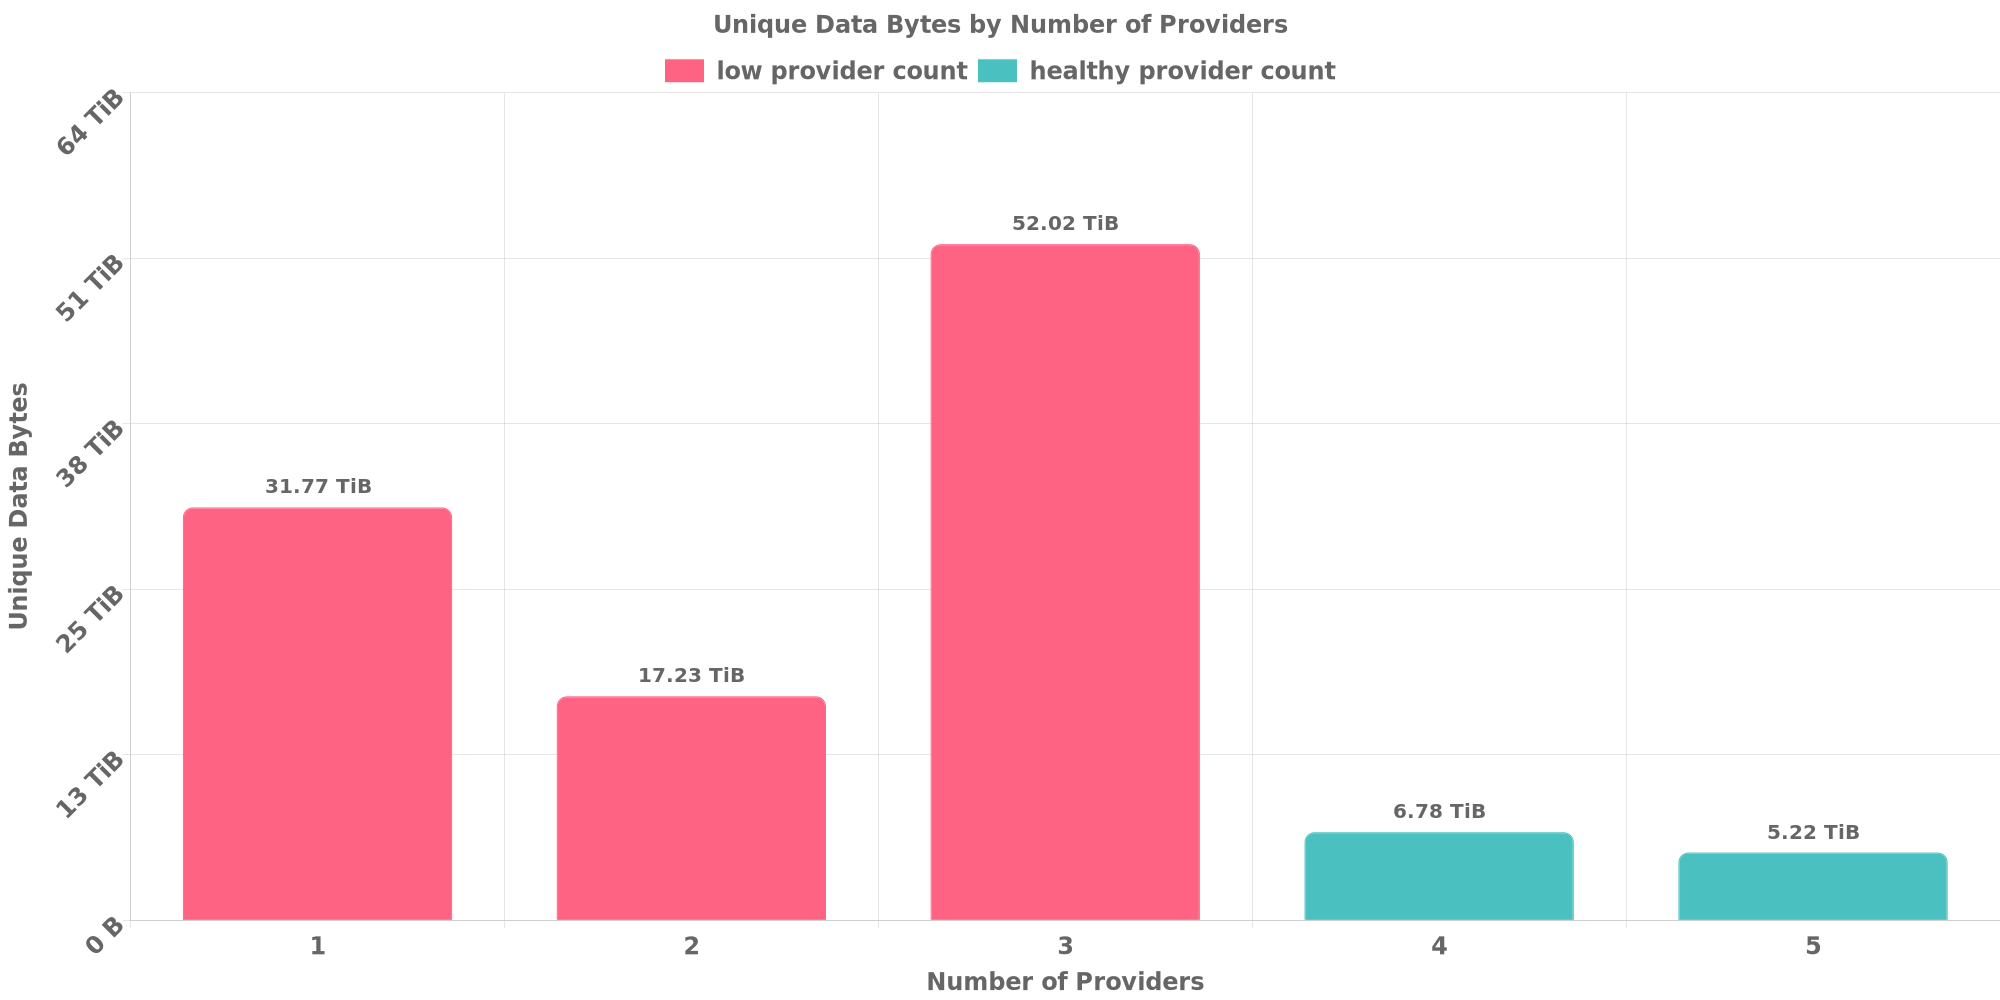 Unique Data Bytes by Number of Providers
low provider count
healthy provider count
64 TiB
51 TiB
38 TiB
25 TiB
13 TiB
0 B
Unique Data Bytes
31.77 TiB
17.23 TiB
52.02 TiB
6.78 TiB
5.22 TiB
1
2
3
4
5
Number of Providers